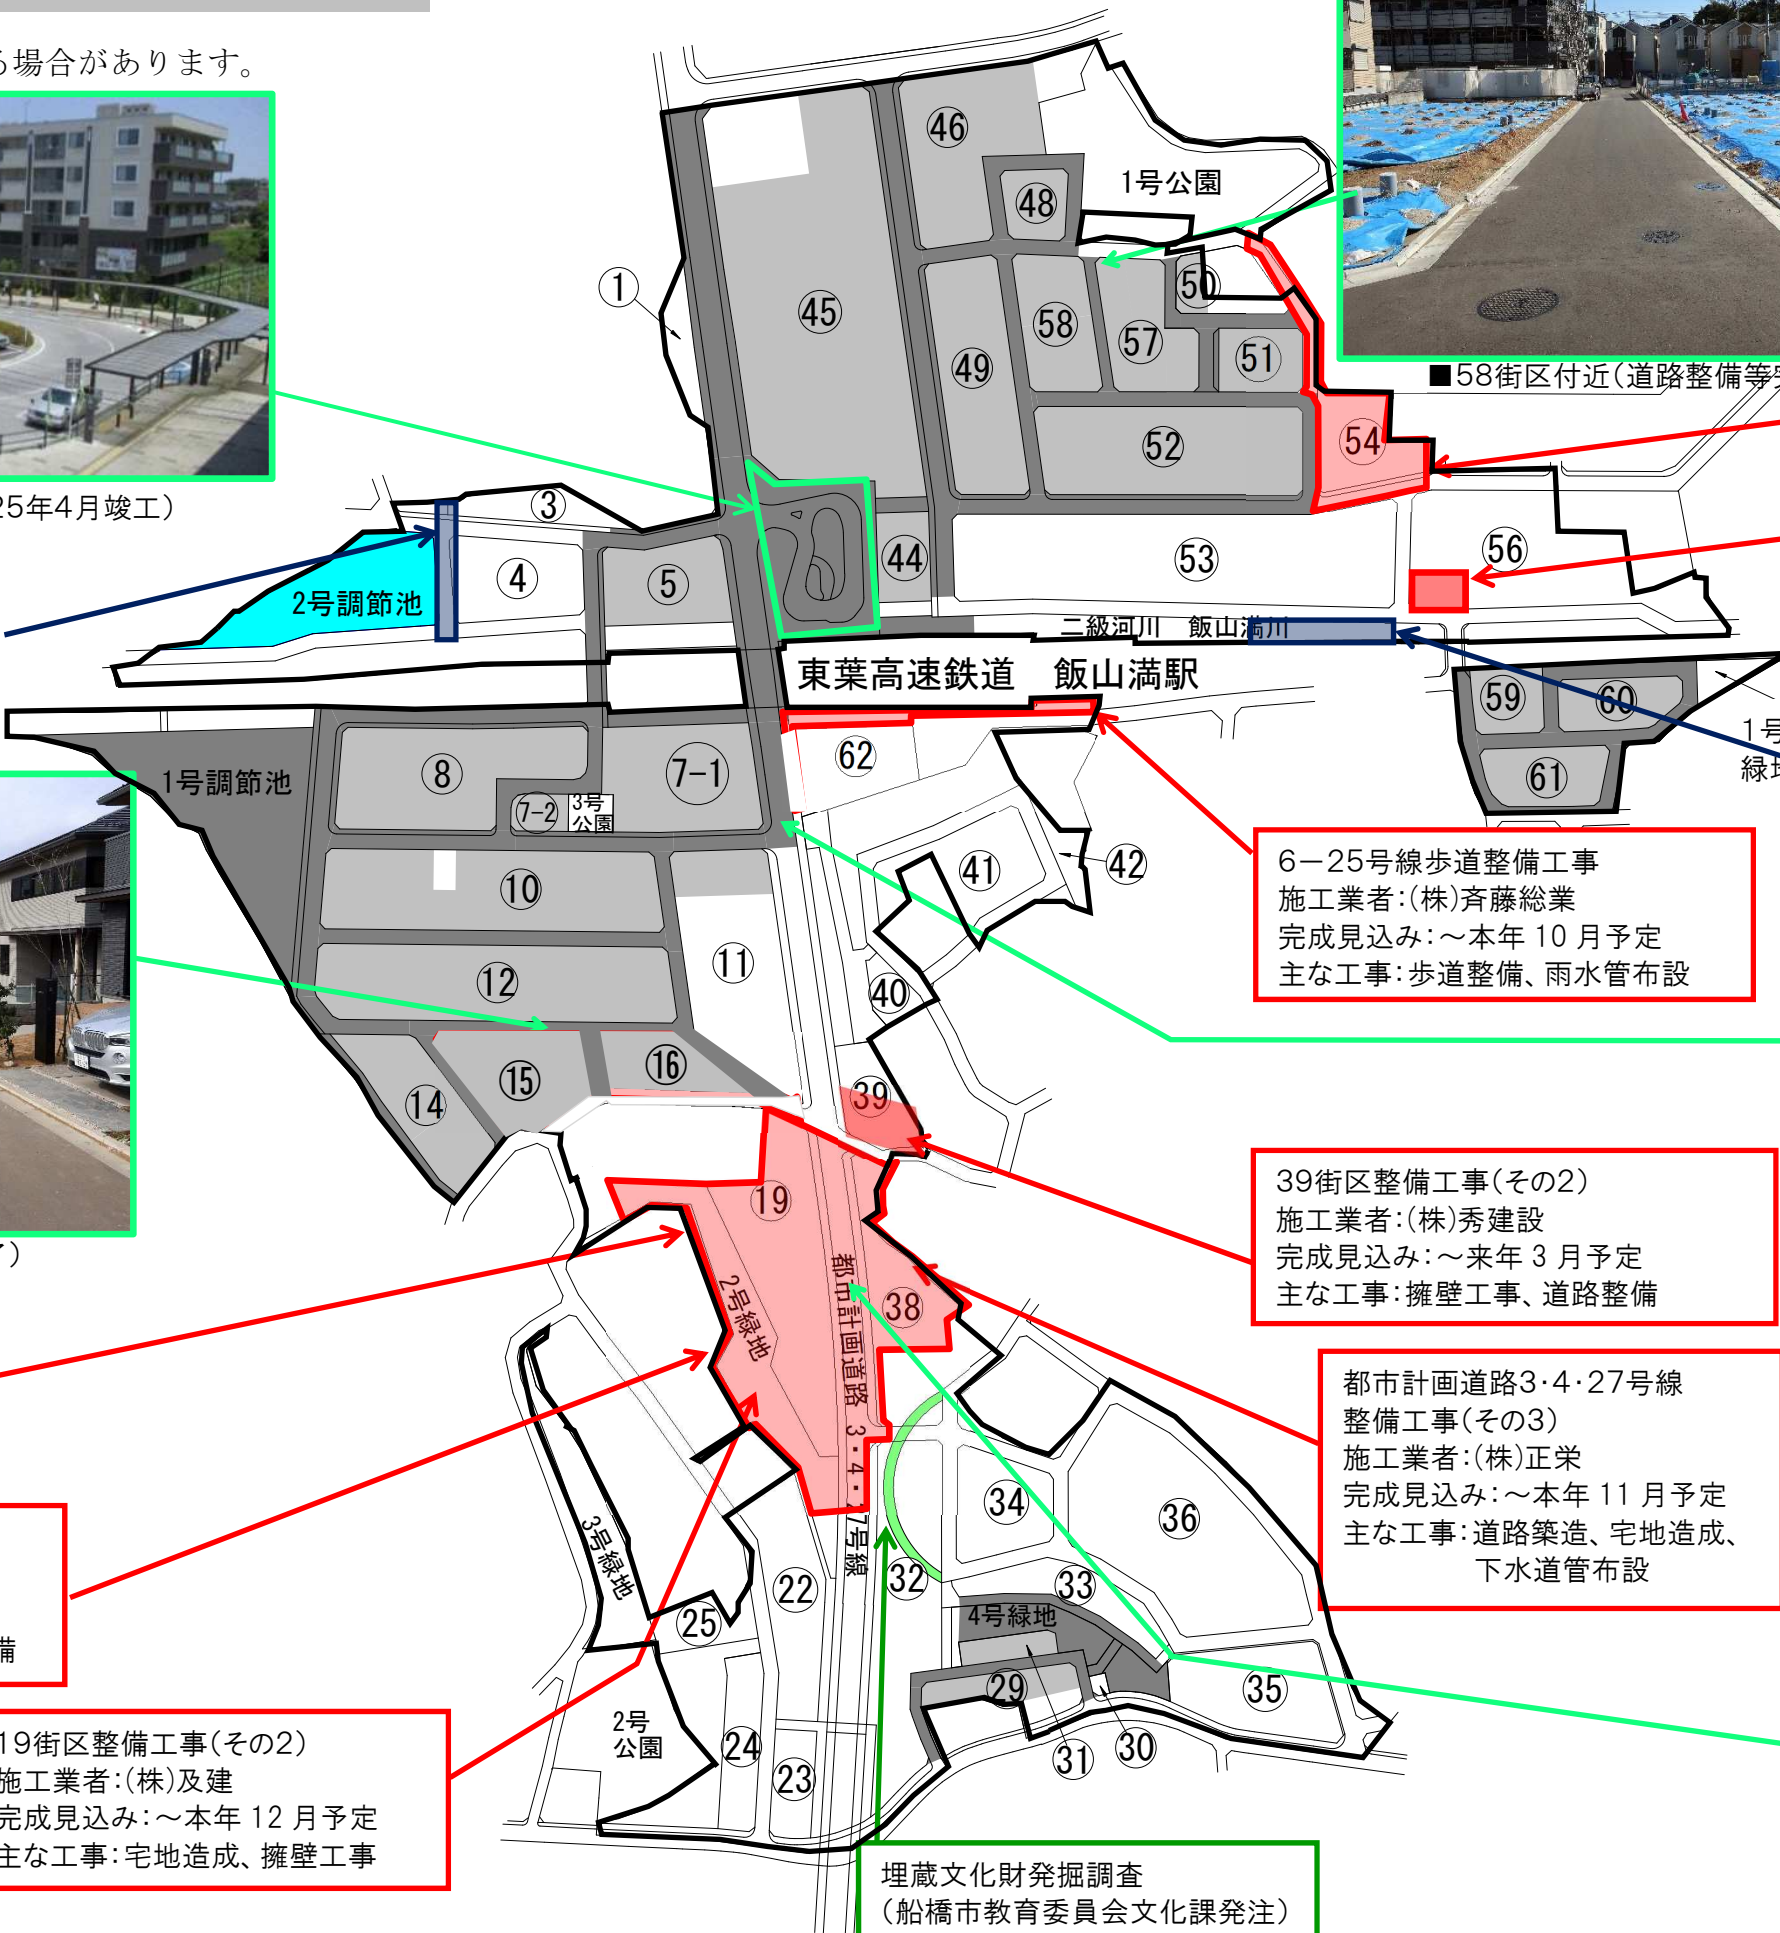 る場合があります。
25年4月竣工)
■58街区付近(道路整備等
46
1号公園
48
1
45
50
58
57
51
49
54
52
3
44
53
56
4
5
2号調節池
二級河川 飯山満川
東葉高速鉄道 飯山満駅
59
60
1号
61
62
8
7-1
1号調節池
7-2
3号
公園
41
42
10
6-25号線歩道整備工事
施工業者:(株)斉藤総業
完成見込み:~本年 10 月予定
主な工事:歩道整備、雨水管布設
11
12
40
16
15
39
14
39街区整備工事(その2)
施工業者:(株)秀建設
完成見込み:~来年 3 月予定
主な工事:擁壁工事、道路整備
19
2号緑地
都市計画道路 3・4・27号線
38
都市計画道路3・4・27号線
整備工事(その3)
施工業者:(株)正栄
完成見込み:~本年 11 月予定
主な工事:道路築造、宅地造成、
下水道管布設
34
36
3号緑地
32
22
33
25
4号緑地
備
29
35
2号
公園
24
31
30
23
19街区整備工事(その2)
施工業者:(株)及建
完成見込み:~本年 12 月予定
主な工事:宅地造成、擁壁工事
埋蔵文化財発掘調査
(船橋市教育委員会文化課発注)